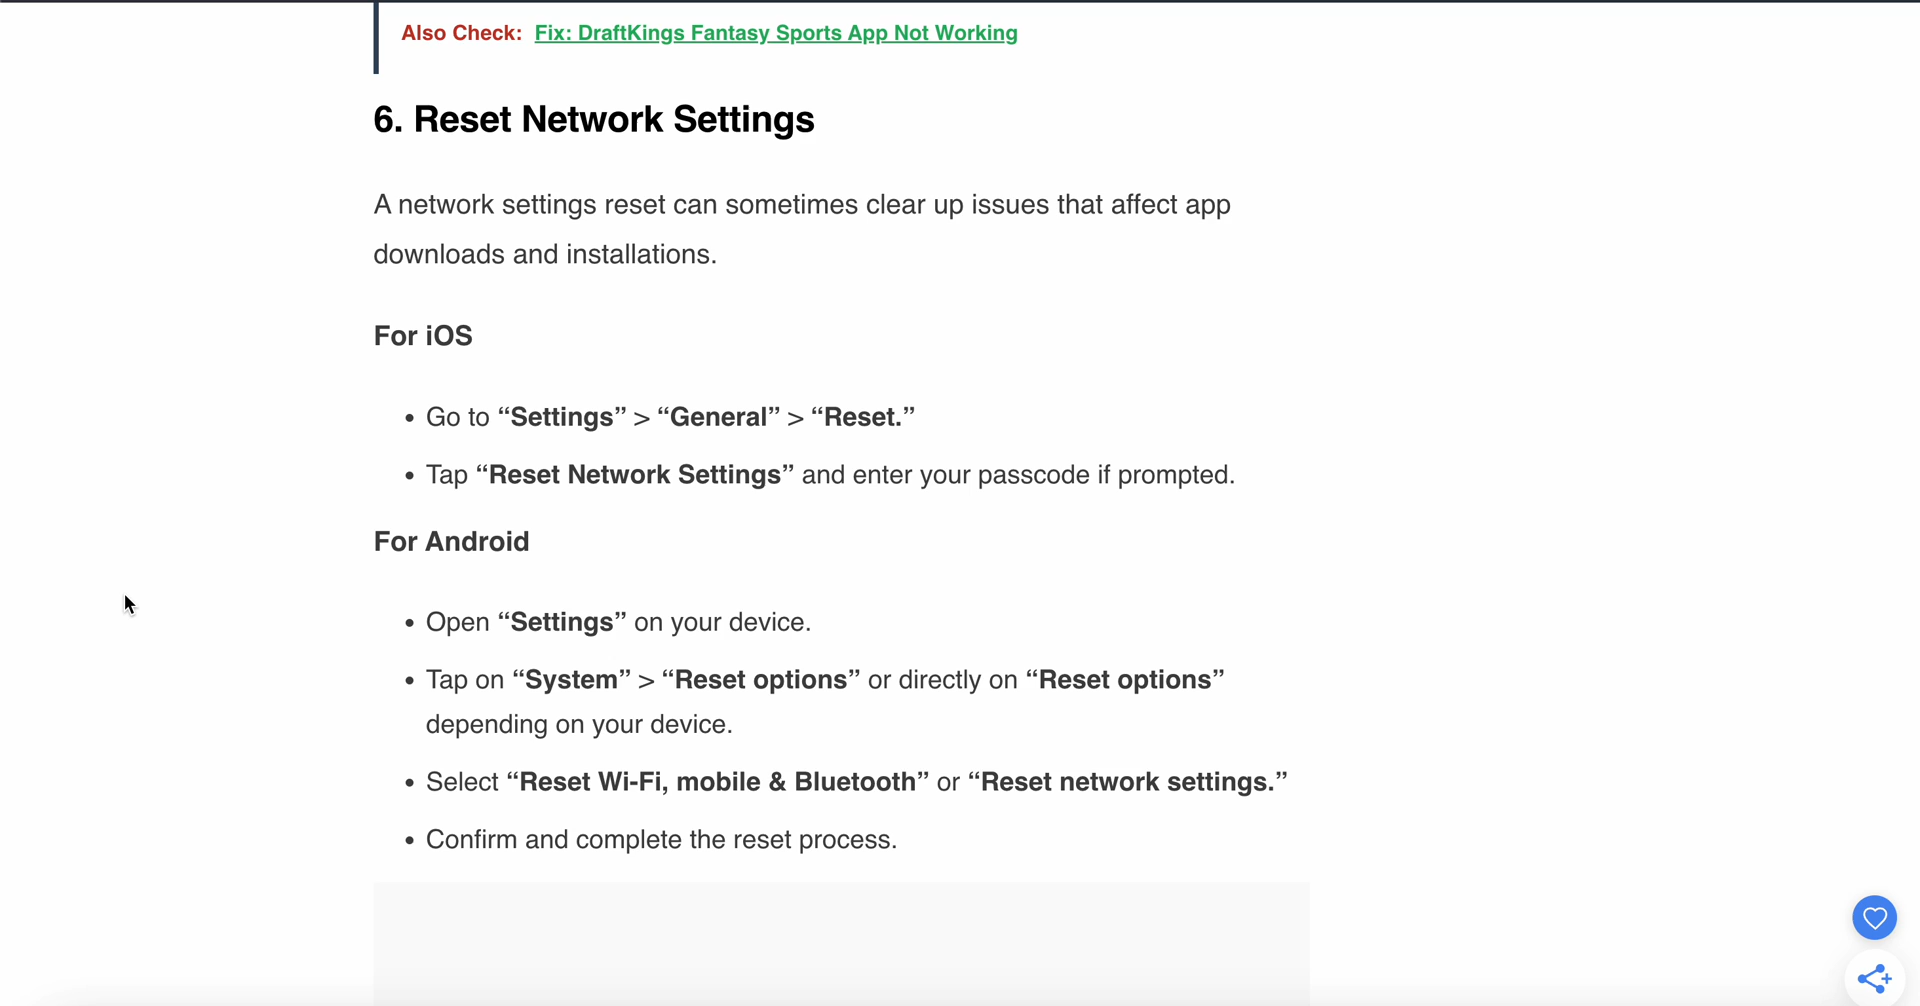 Also Check: Fix: DraftKings Fantasy Sports App Not Working
6. Reset Network Settings
A network settings reset can sometimes clear up issues that affect app
downloads and installations.
For iOS
• Go to “Settings” > “General” > “Reset.”
• Tap “Reset Network Settings” and enter your passcode if prompted.
For Android
• Open “Settings” on your device.
• Tap on “System” > “Reset options” or directly on “Reset options”
depending on your device.
• Select “Reset Wi-Fi, mobile & Bluetooth” or “Reset network settings.”
• Confirm and complete the reset process.